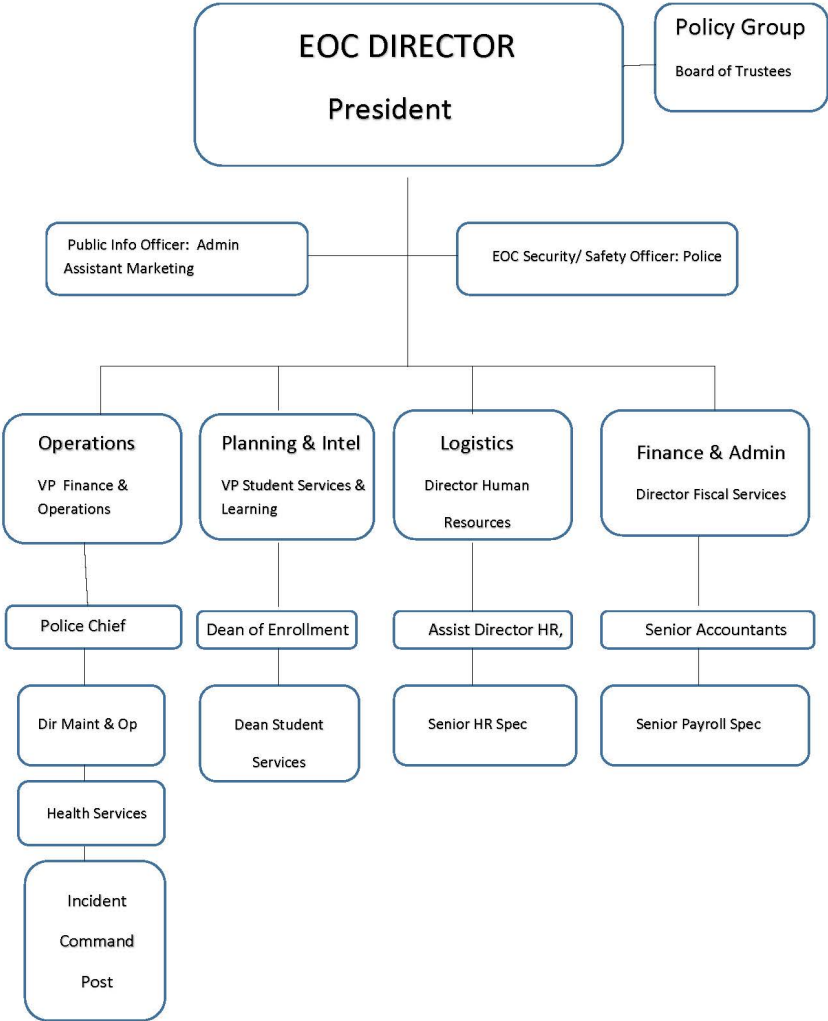 EOC DIRECTOR
President
Policy Group
Board of Trustees
Public Info Officer: Admin
Assistant Marketing
EOC Security/ Safety Officer: Police
Operations
VP Finance &
Operations
Planning & Intel
VP Student Services &
Learning
Logistics
Director Human
Resources
Finance & Admin
Director Fiscal Services
Police Chief
Dean of Enrollment
Assist Director HR,
Senior Accountants
Dir Maint & Op
Dean Student
Services
Senior HR Spec
Senior Payroll Spec
Health Services
Incident
Command
Post